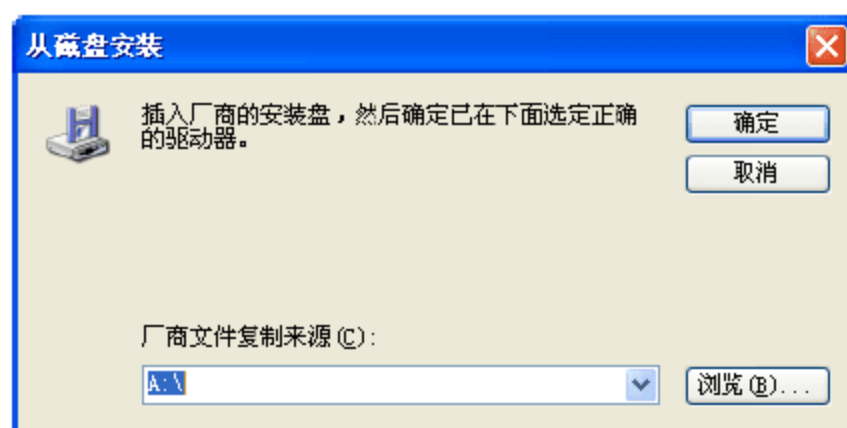 从磁盘安装
插入厂商的安装盘，然后确定已在下面选定正确
的驱动器。
确定
取消
厂商文件复制来源(C):
A:\
浏览(B)...